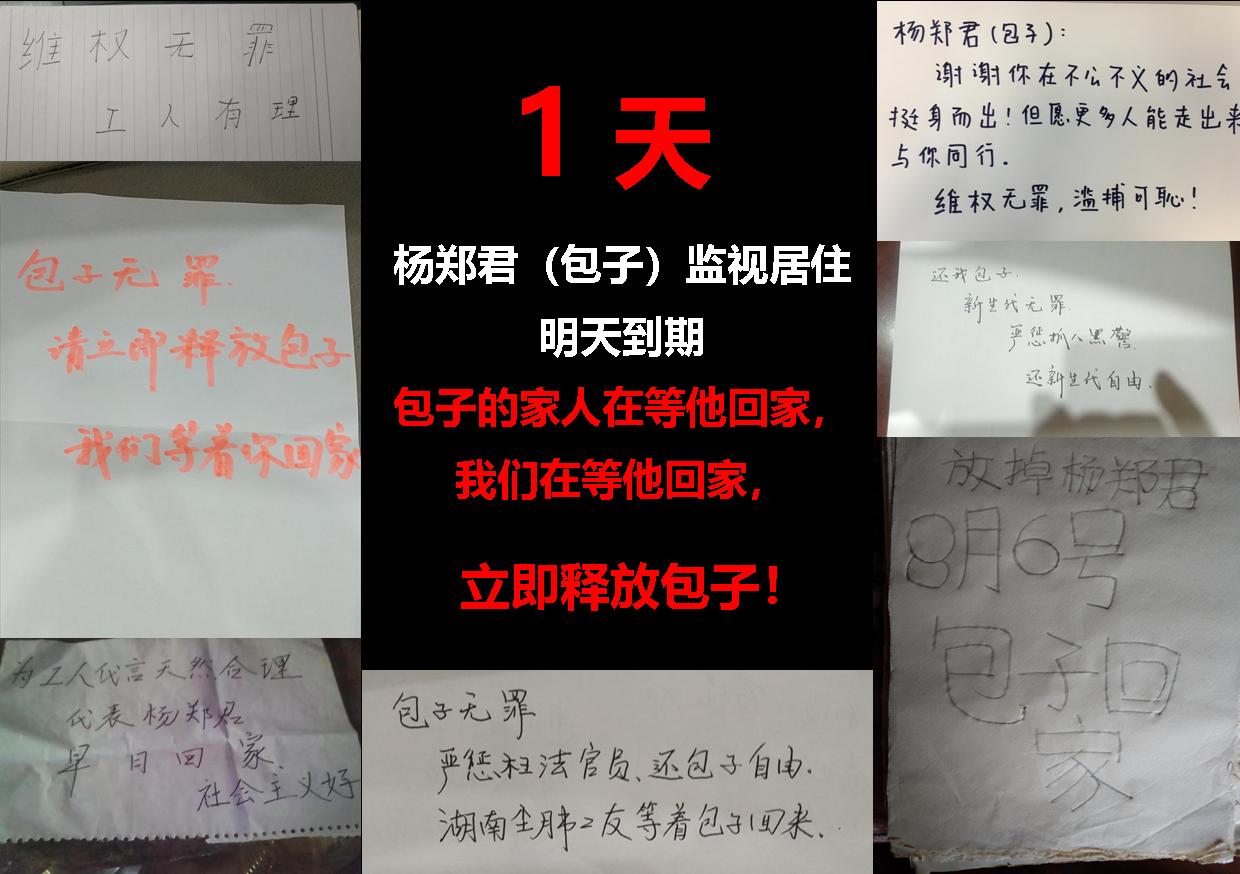 维权无罪
工人有理
包子无罪.
请立即释放包子
我们等着你回家
为工人代言天然合理
代表杨郑君
早日回家.
社会主义好
1 天
杨郑君（包子）监视居住
明天到期
包子的家人在等他回家，
我们在等他回家，
立即释放包子！
包子无罪
严惩枉法官员、还包子自由.
湖南尘肺工友等着包子回来.
杨郑君(包子)：
谢谢你在不公不义的社会
挺身而出！但愿更多人能走出来
与你同行.
维权无罪，滥捕可耻！
还我包子.
新生代无罪.
严惩抓人黑警.
还新生代自由.
放掉杨郑君
8月6号
包子回
家